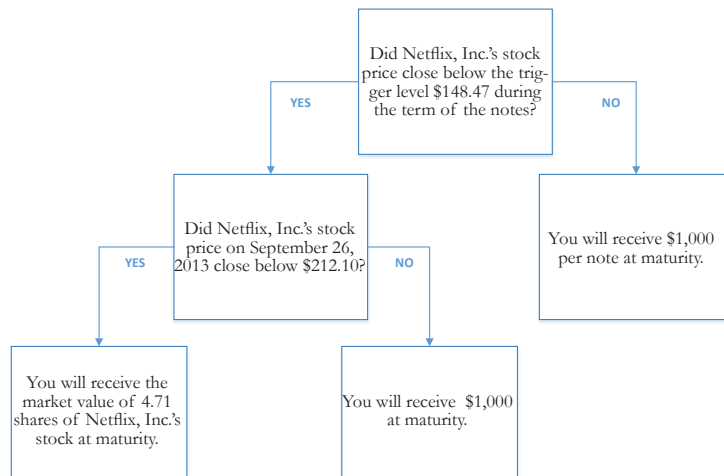 Did Netflix, Inc.'s stock
price close below the trig-
ger level $148.47 during
the term of the notes?
YES
NO
Did Netflix, Inc.'s stock
price on September 26,
2013 close below $212.10?
You will receive $1,000
per note at maturity.
YES
NO
You will receive the
market value of 4.71
shares of Netflix, Inc.'s
stock at maturity.
You will receive $1,000
at maturity.